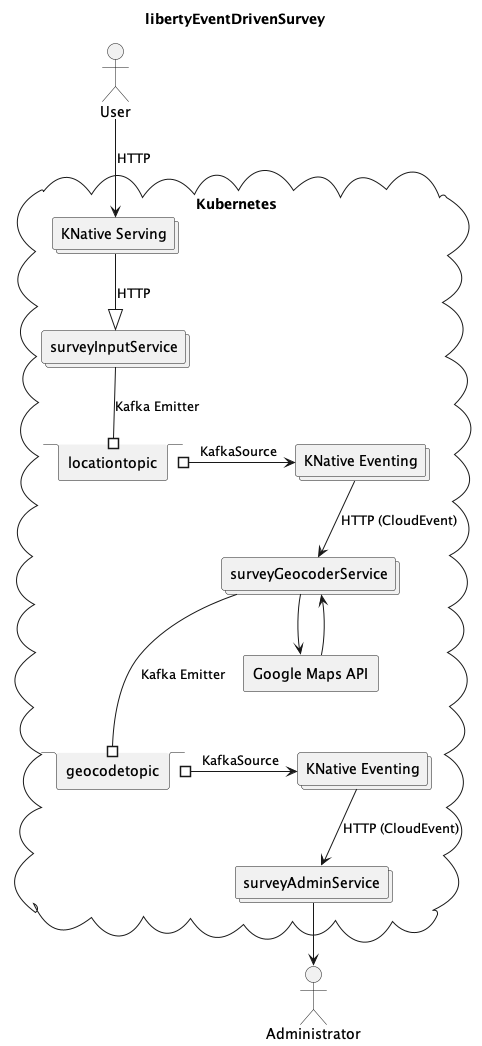 libertyEventDrivenSurvey
User
HTTP
Kubernetes
KNative Serving
HTTP
surveyInputService
Kafka Emitter
locationtopic
KafkaSource
KNative Eventing
HTTP (CloudEvent)
surveyGeocoderService
Google Maps API
Kafka Emitter
geocodetopic
KafkaSource
KNative Eventing
HTTP (CloudEvent)
surveyAdminService
Administrator